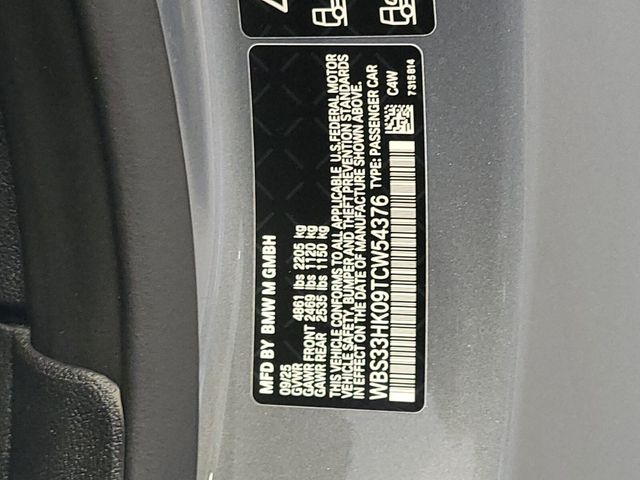 MFD BY BMW M GMBH
09/25
GVWR 4861 lbs 2205 kg
GAWR FRONT 2469 lbs 1120 kg
GAWR REAR 2535 lbs 1150 kg
THIS VEHICLE CONFORMS TO ALL APPLICABLE U.S. FEDERAL MOTOR
VEHICLE SAFETY, BUMPER AND THEFT PREVENTION STANDARDS
IN EFFECT ON THE DATE OF MANUFACTURE SHOWN ABOVE.
WBS33HK09TCW54376 TYPE: PASSENGER CAR
C4W
7315814